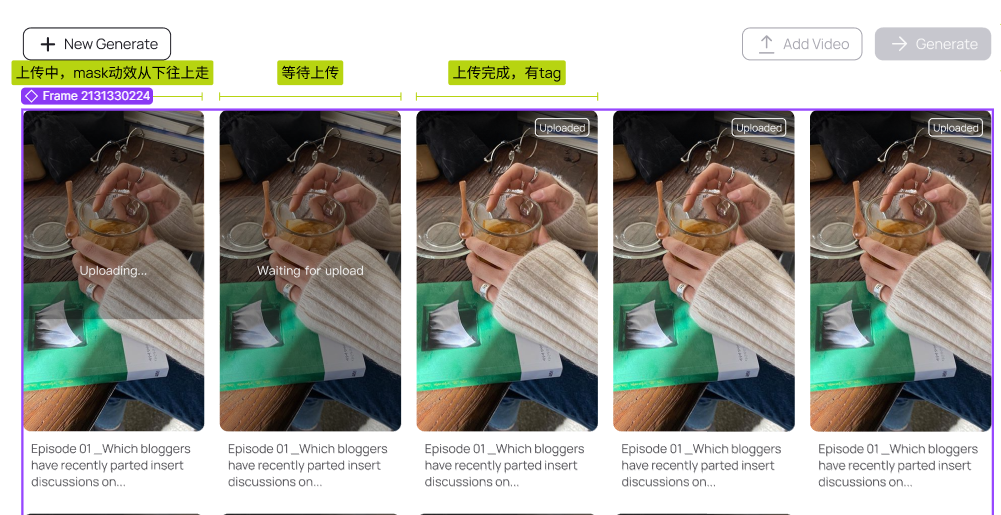 New Generate
Add Video
Generate
上传中，mask动效从下往上走
等待上传
上传完成，有tag
Frame 2131330224
Uploaded
Uploaded
Uploaded
Uploading...
Waiting for upload
Episode 01 _Which bloggers
have recently parted insert
discussions on...
Episode 01 _Which bloggers
have recently parted insert
discussions on...
Episode 01 _Which bloggers
have recently parted insert
discussions on...
Episode 01 _Which bloggers
have recently parted insert
discussions on...
Episode 01 _Which bloggers
have recently parted insert
discussions on...